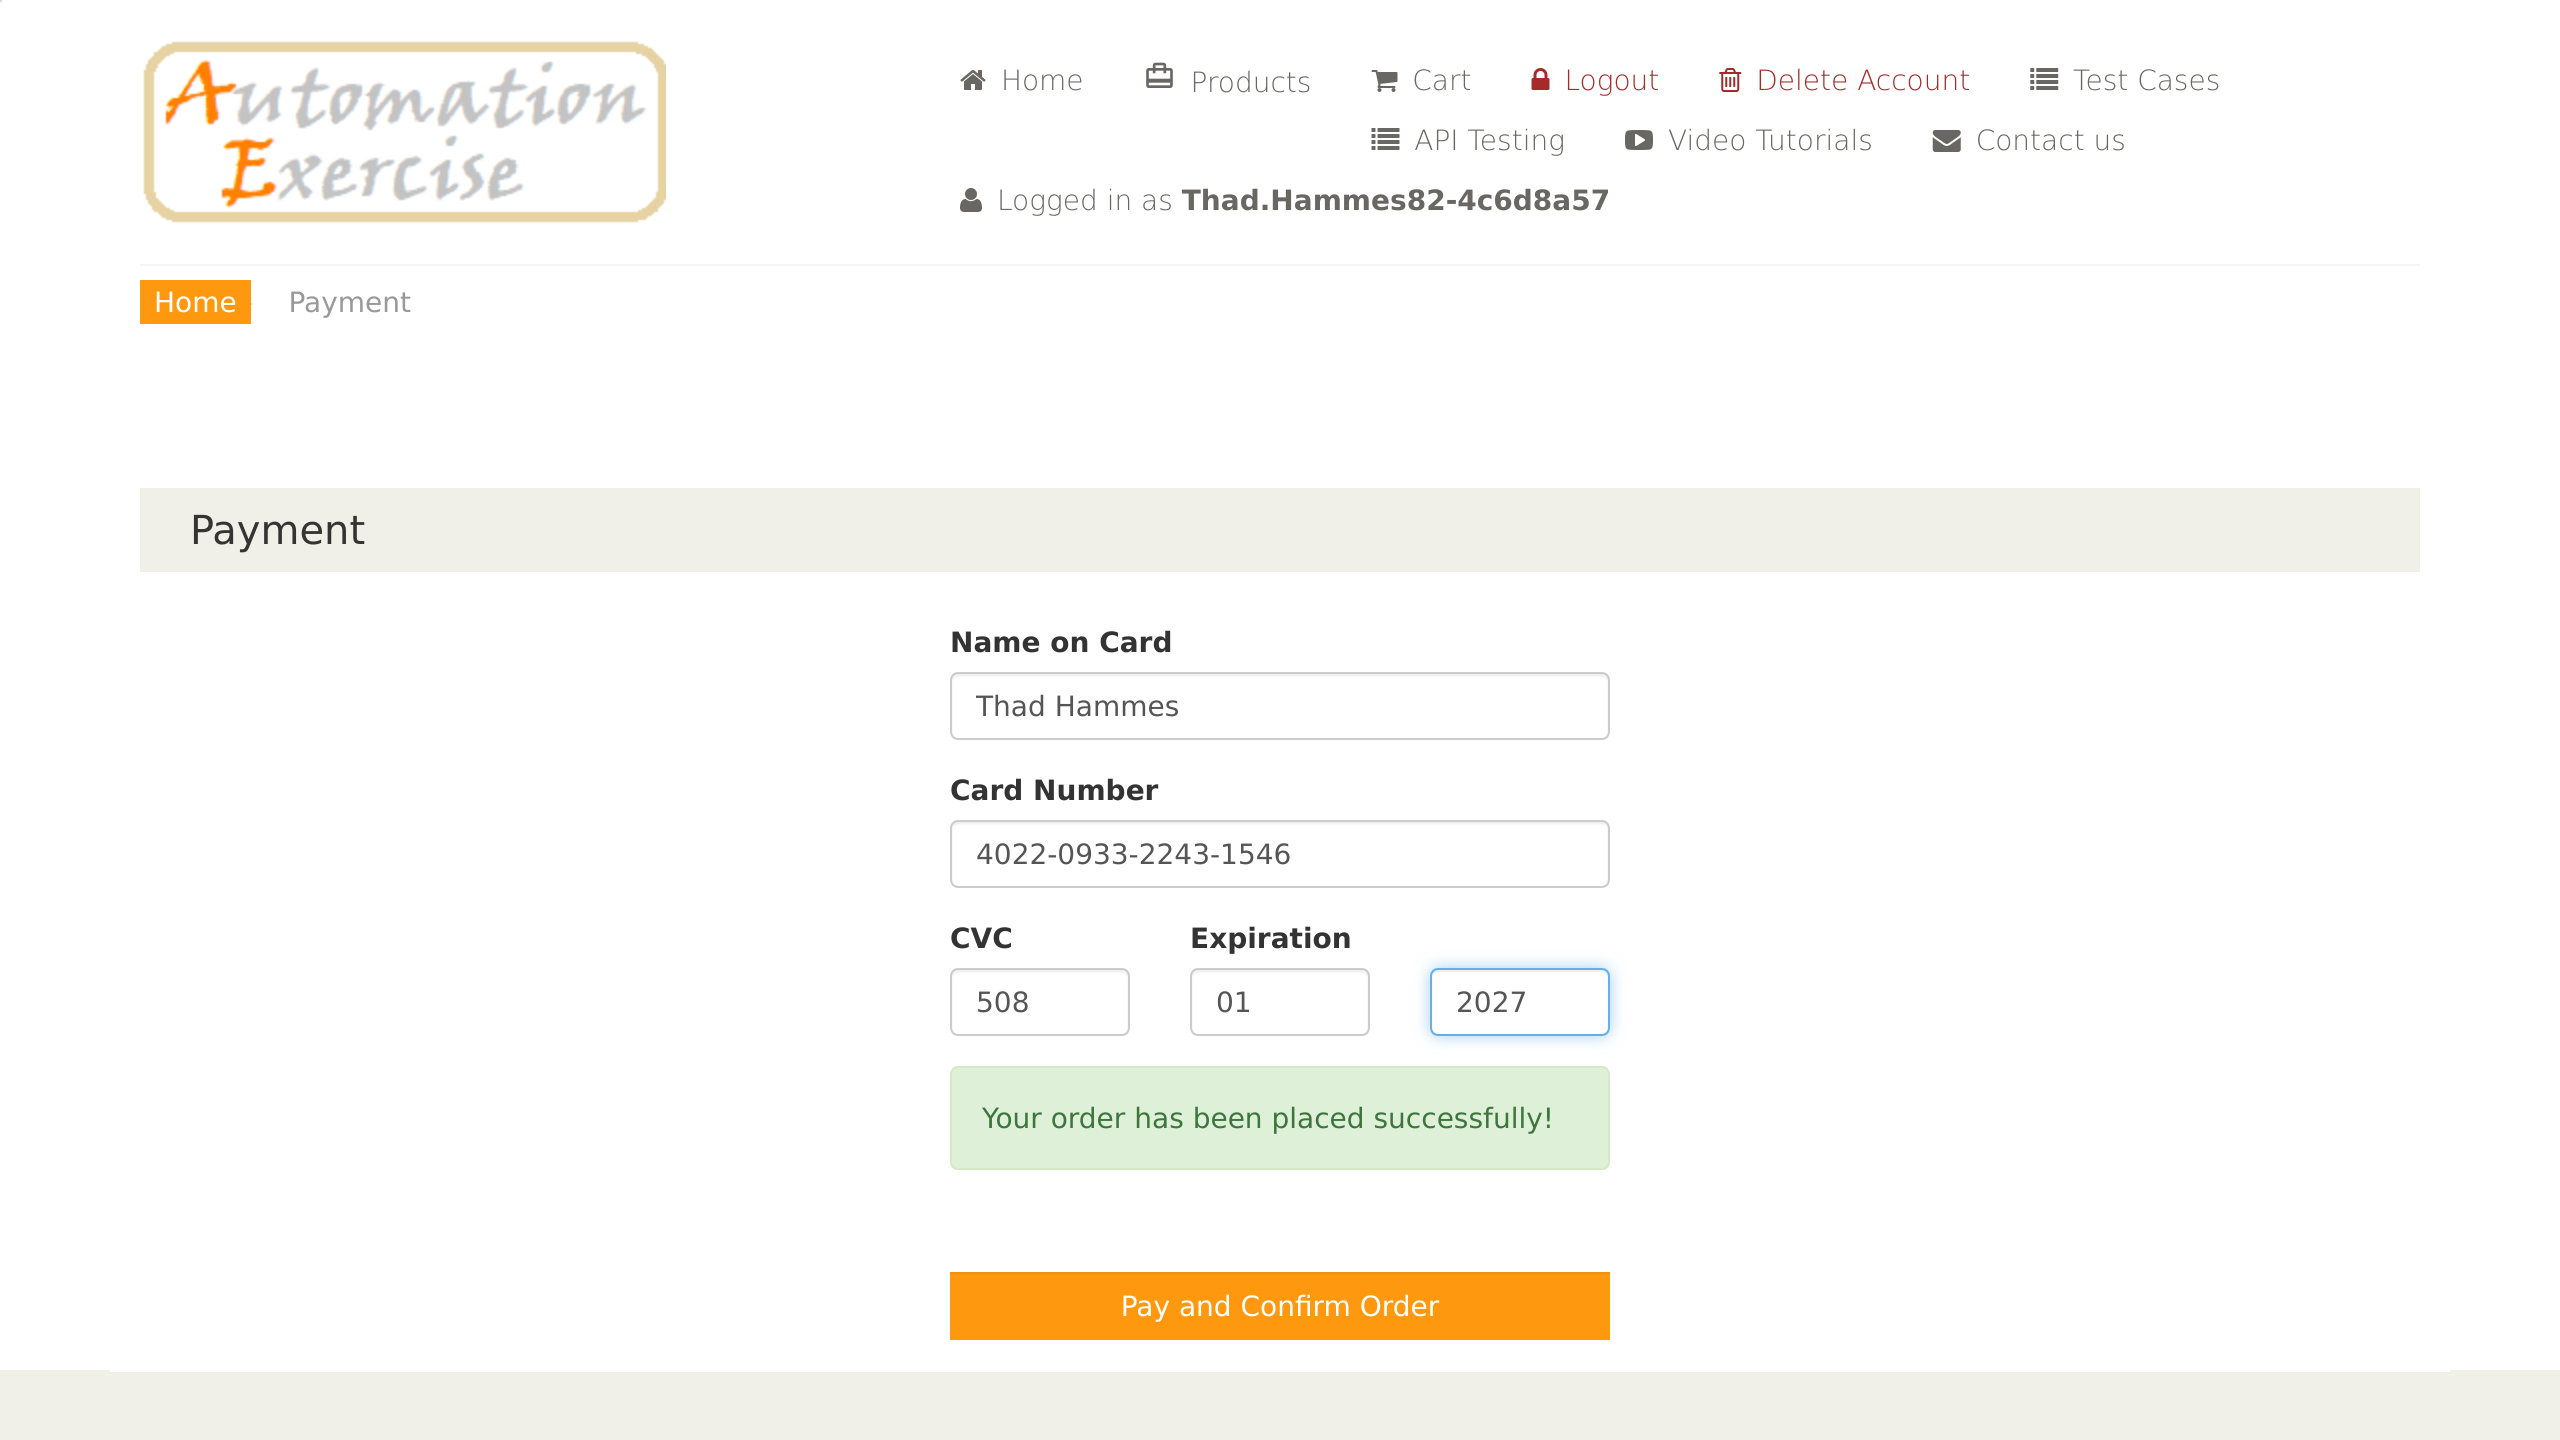 Automation
Exercise
Home
Products
Cart
Logout
Delete Account
Test Cases
API Testing
Video Tutorials
Contact us
Logged in as Thad.Hammes82-4c6d8a57
Home
Payment
Payment
Name on Card
Thad Hammes
Card Number
4022-0933-2243-1546
CVC
Expiration
508
01
2027
Your order has been placed successfully!
Pay and Confirm Order